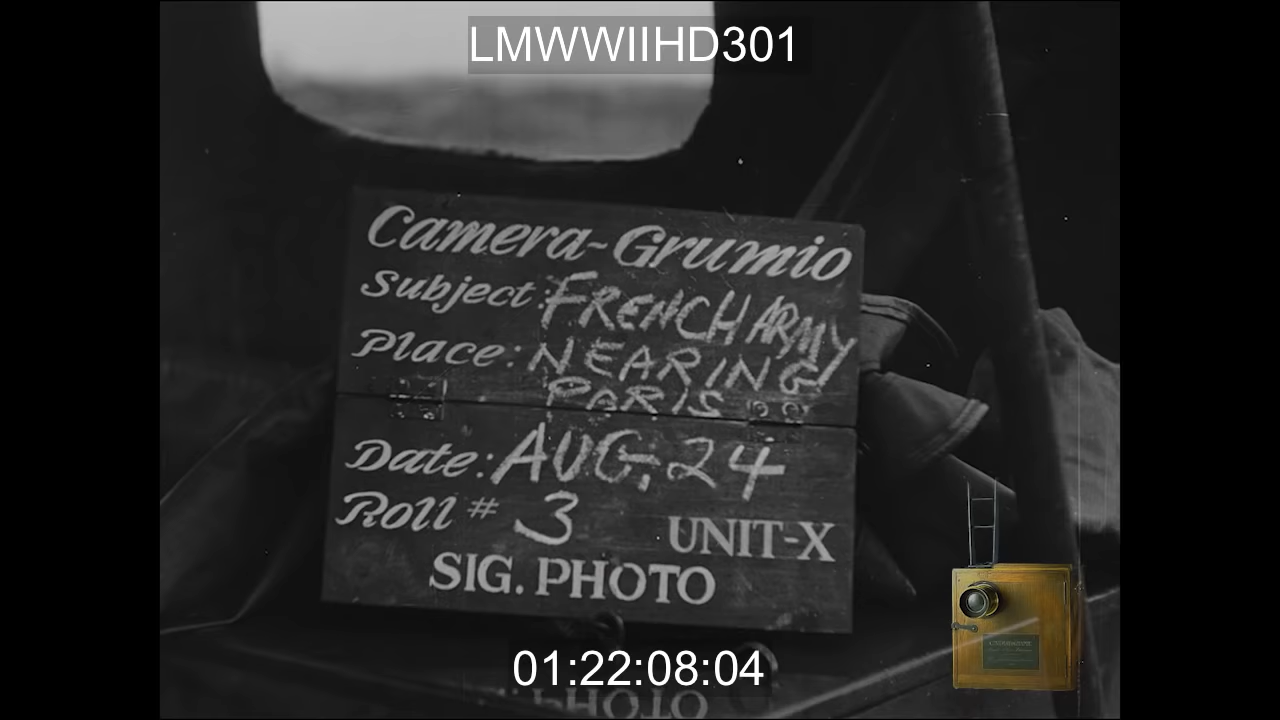 LMWWIIHD301
Camera-Grumio
Subject: FRENCH ARMY
Place: NEARING
PARIS
Date: AUG, 24
Roll # 3
UNIT-X
SIG. PHOTO
01:22:08:04
PHOTO